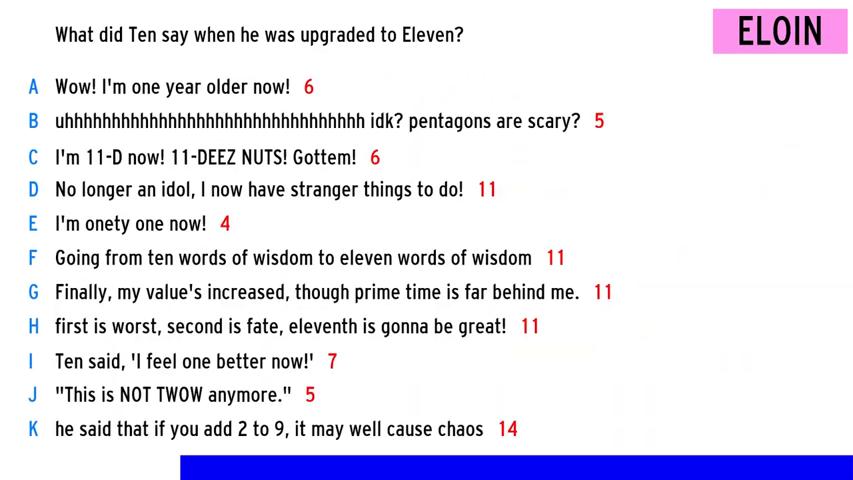 What did Ten say when he was upgraded to Eleven?
ELOIN
A Wow! I'm one year older now! 6
B uhhhhhhhhhhhhhhhhhhhhhhhhhhhhhhhh idk? pentagons are scary? 5
C I'm 11-D now! 11-DEEZ NUTS! Gottem! 6
D No longer an idol, I now have stranger things to do! 11
E I'm onety one now! 4
F Going from ten words of wisdom to eleven words of wisdom 11
G Finally, my value's increased, though prime time is far behind me. 11
H first is worst, second is fate, eleventh is gonna be great! 11
I Ten said, 'I feel one better now!' 7
J "This is NOT TWOW anymore." 5
K he said that if you add 2 to 9, it may well cause chaos 14